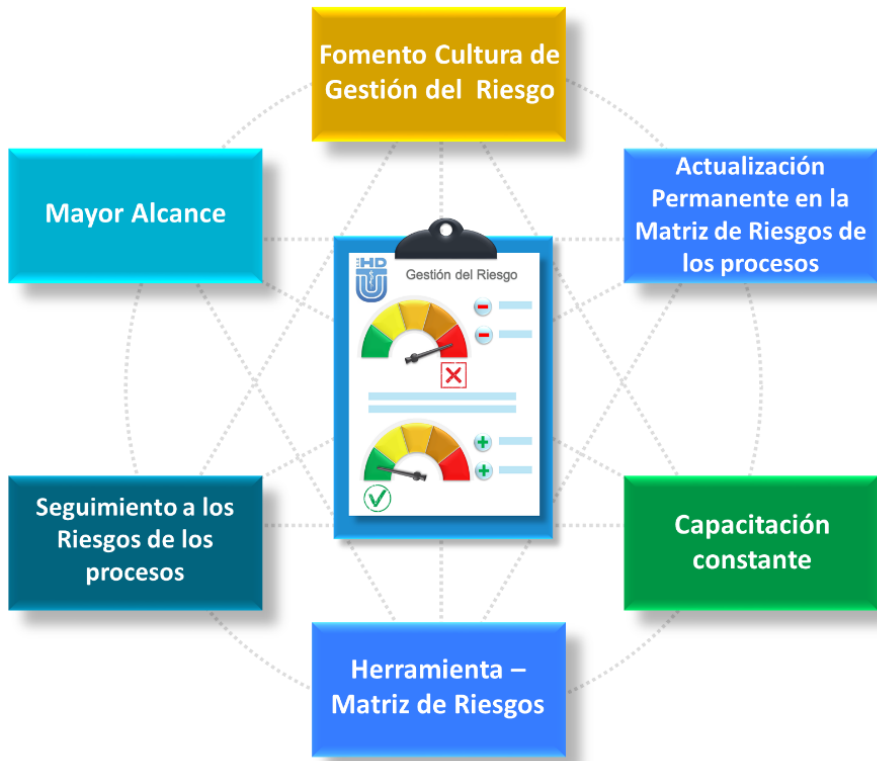 Fomento Cultura de
Gestión del Riesgo
Mayor Alcance
Actualización
Permanente en la
Matriz de Riesgos de
los procesos
HD
Gestión del Riesgo
Seguimiento a los
Riesgos de los
procesos
Capacitación
constante
Herramienta –
Matriz de Riesgos